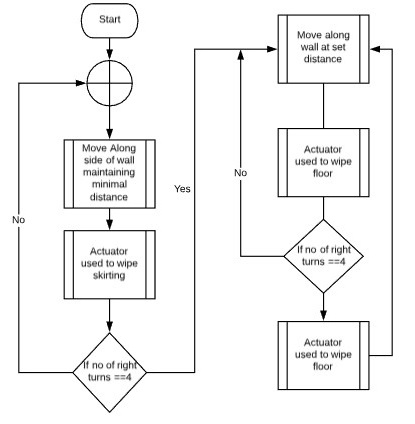 Start
Move Along
side of wall
maintaining
minimal
distance
Actuator
used to wipe
skirting
If no of right
turns ==4
No
Yes
Move along
wall at set
distance
Actuator
used to wipe
floor
If no of right
turns ==4
No
Actuator
used to wipe
floor